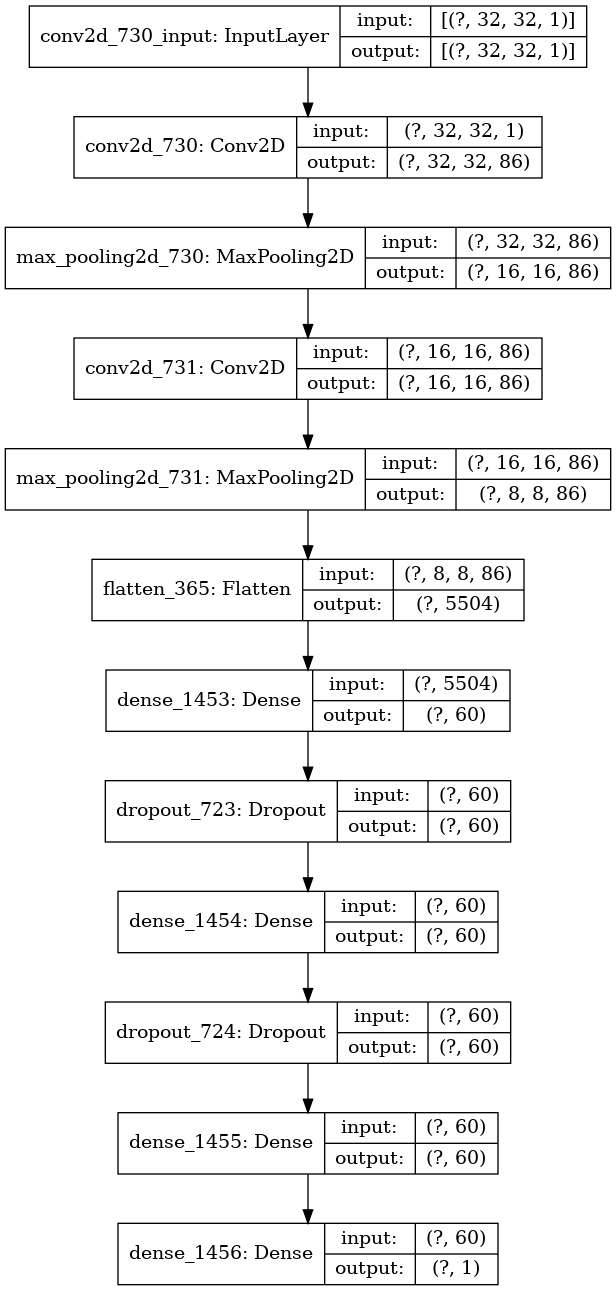 conv2d_730_input: InputLayer
input: [(?, 32, 32, 1)]
output: [(?, 32, 32, 1)]
conv2d_730: Conv2D
input: (?, 32, 32, 1)
output: (?, 32, 32, 86)
max_pooling2d_730: MaxPooling2D
input: (?, 32, 32, 86)
output: (?, 16, 16, 86)
conv2d_731: Conv2D
input: (?, 16, 16, 86)
output: (?, 16, 16, 86)
max_pooling2d_731: MaxPooling2D
input: (?, 16, 16, 86)
output: (?, 8, 8, 86)
flatten_365: Flatten
input: (?, 8, 8, 86)
output: (?, 5504)
dense_1453: Dense
input: (?, 5504)
output: (?, 60)
dropout_723: Dropout
input: (?, 60)
output: (?, 60)
dense_1454: Dense
input: (?, 60)
output: (?, 60)
dropout_724: Dropout
input: (?, 60)
output: (?, 60)
dense_1455: Dense
input: (?, 60)
output: (?, 60)
dense_1456: Dense
input: (?, 60)
output: (?, 1)